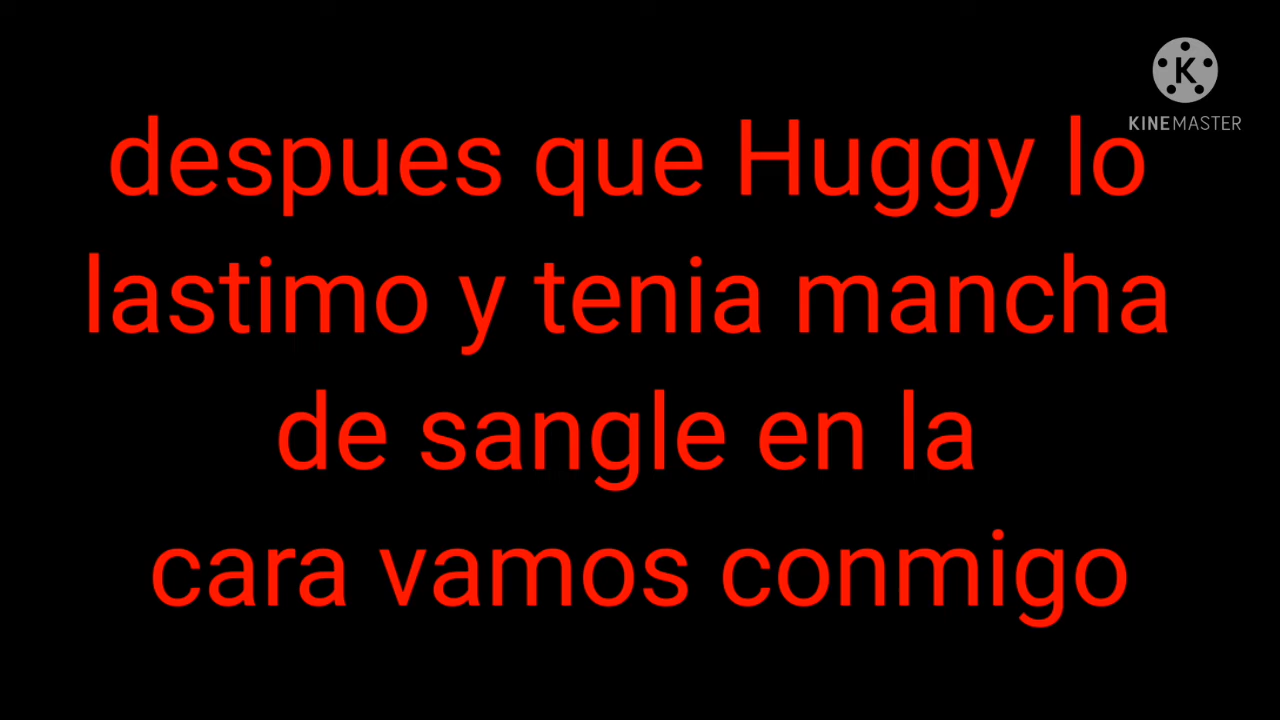 K
KINEMASTER
despues que Huggy lo
lastimo y tenia mancha
de sangle en la
cara vamos conmigo